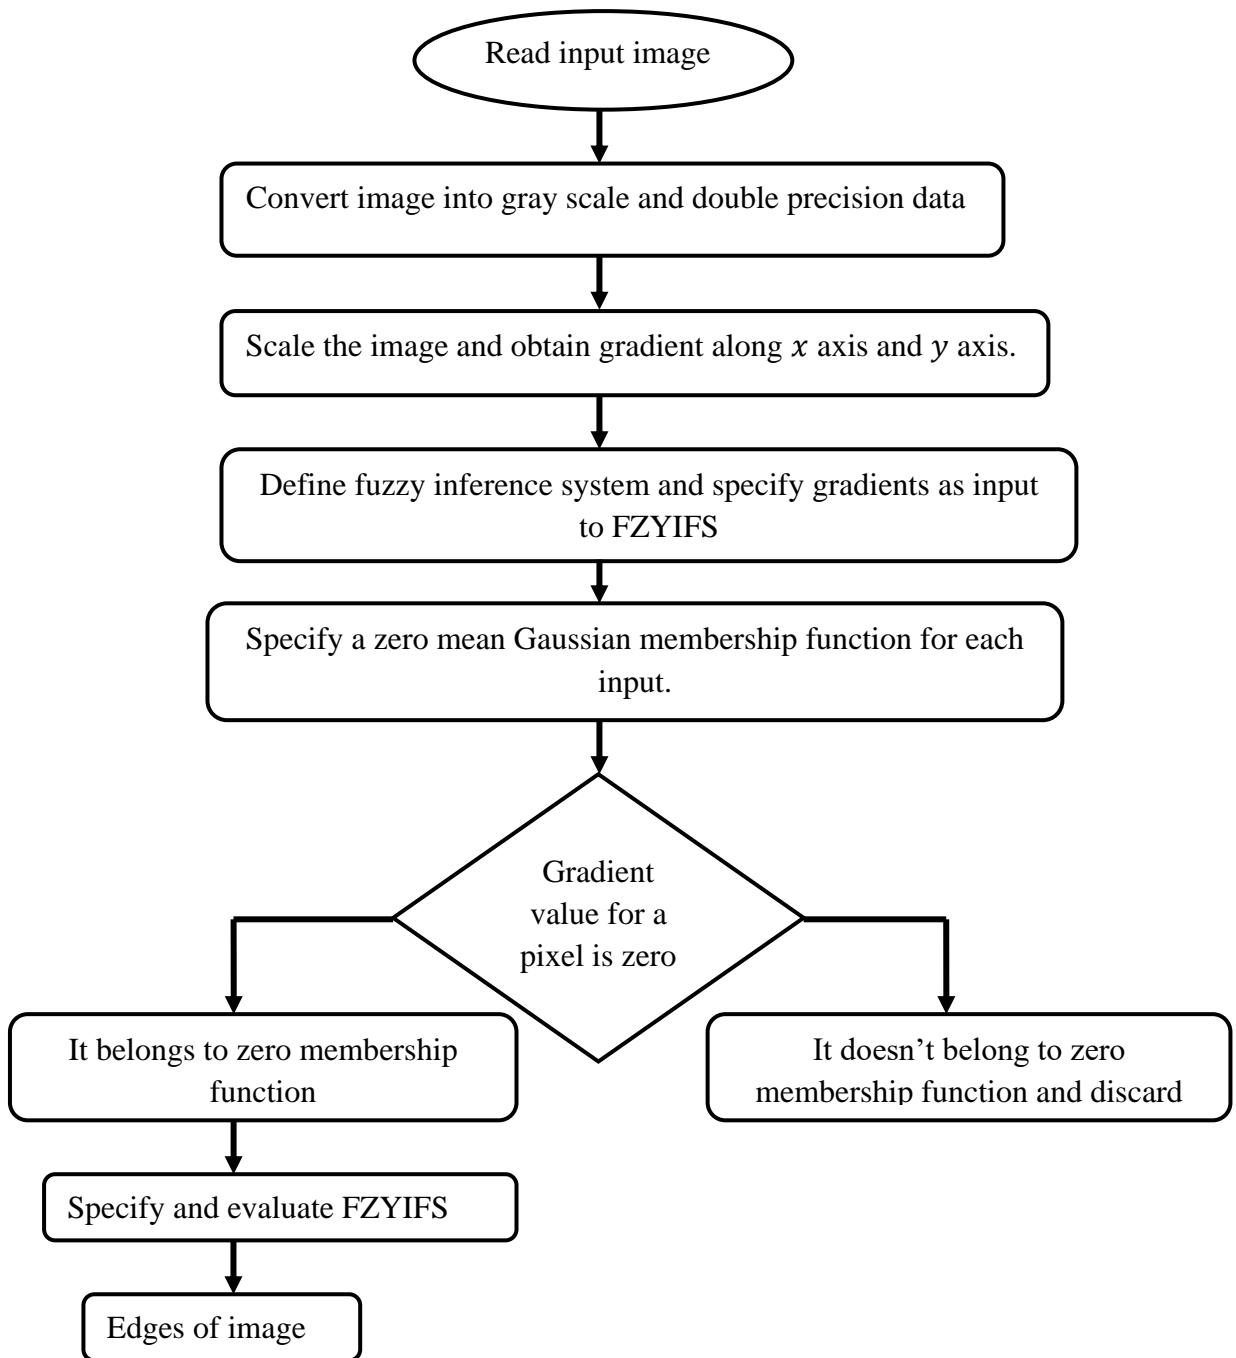 Read input image
Convert image into gray scale and double precision data
Scale the image and obtain gradient along x axis and y axis.
Define fuzzy inference system and specify gradients as input
to FZYIFS
Specify a zero mean Gaussian membership function for each
input.
Gradient
value for a
pixel is zero
It belongs to zero membership
function
It doesn’t belong to zero
membership function and discard
Specify and evaluate FZYIFS
Edges of image